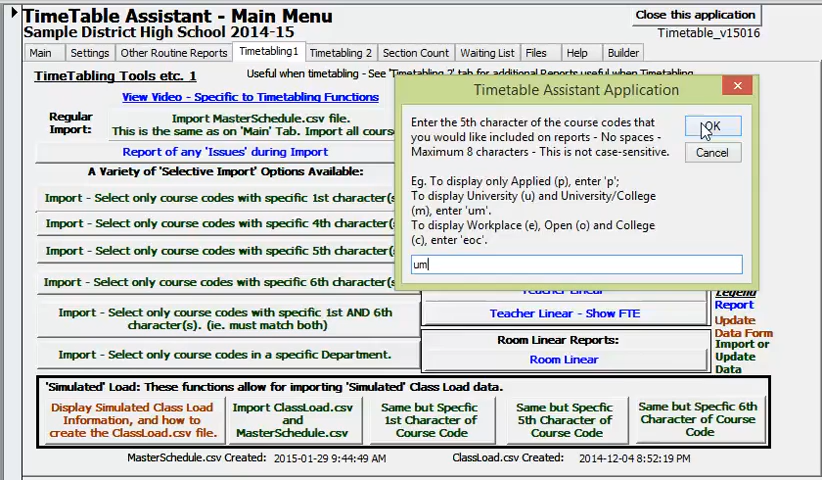 TimeTable Assistant - Main Menu
Close this application
Sample District High School 2014-15
Timetable_v15016
Main Settings Other Routine Reports Timetabling1 Timetabling 2 Section Count Waiting List Files Help Builder
TimeTabling Tools etc. 1
Useful when timetabling - See 'Timetabling 2' tab for additional Reports useful when Timetabling
View Video - Specific to Timetabling Functions
Regular
Import:
Import MasterSchedule.csv file.
This is the same as on 'Main' Tab. Import all cours
Report of any 'Issues' during Import
A Variety of 'Selective Import' Options Available:
Import - Select only course codes with specific 1st character(s
Import - Select only course codes with specific 4th character(s
Import - Select only course codes with specific 5th character(s
Import - Select only course codes with specific 6th character(s
Import - Select only course codes with specific 1st AND 6th
character(s). (ie. must match both)
Import - Select only course codes in a specific Department.
Timetable Assistant Application
Enter the 5th character of the course codes that
you would like included on reports - No spaces -
Maximum 8 characters - This is not case-sensitive.
OK
Cancel
Eg. To display only Applied (p), enter 'p';
To display University (u) and University/College
(m), enter 'um'.
To display Workplace (e), Open (o) and College
(c), enter 'eoc'.
um
Teacher Linear
Teacher Linear - Show FTE
Room Linear Reports:
Room Linear
Legend
Report
Update
Data Form
Import or
Update
Data
'Simulated' Load: These functions allow for importing 'Simulated' Class Load data.
Display Simulated Class Load
Information, and how to
create the ClassLoad.csv file.
Import ClassLoad.csv
and
MasterSchedule.csv
Same but Specfic
1st Character of
Course Code
Same but Specfic
5th Character of
Course Code
Same but Specfic 6th
Character of Course
Code
MasterSchedule.csv Created: 2015-01-29 9:44:49 AM
ClassLoad.csv Created: 2014-12-04 8:52:19 PM